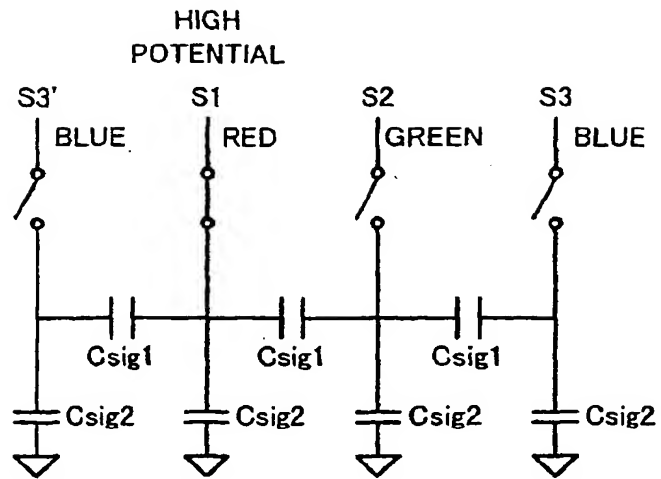 HIGH
POTENTIAL
S3' S1 S2 S3
BLUE RED GREEN BLUE
Csig1 Csig1 Csig1
Csig2 Csig2 Csig2 Csig2